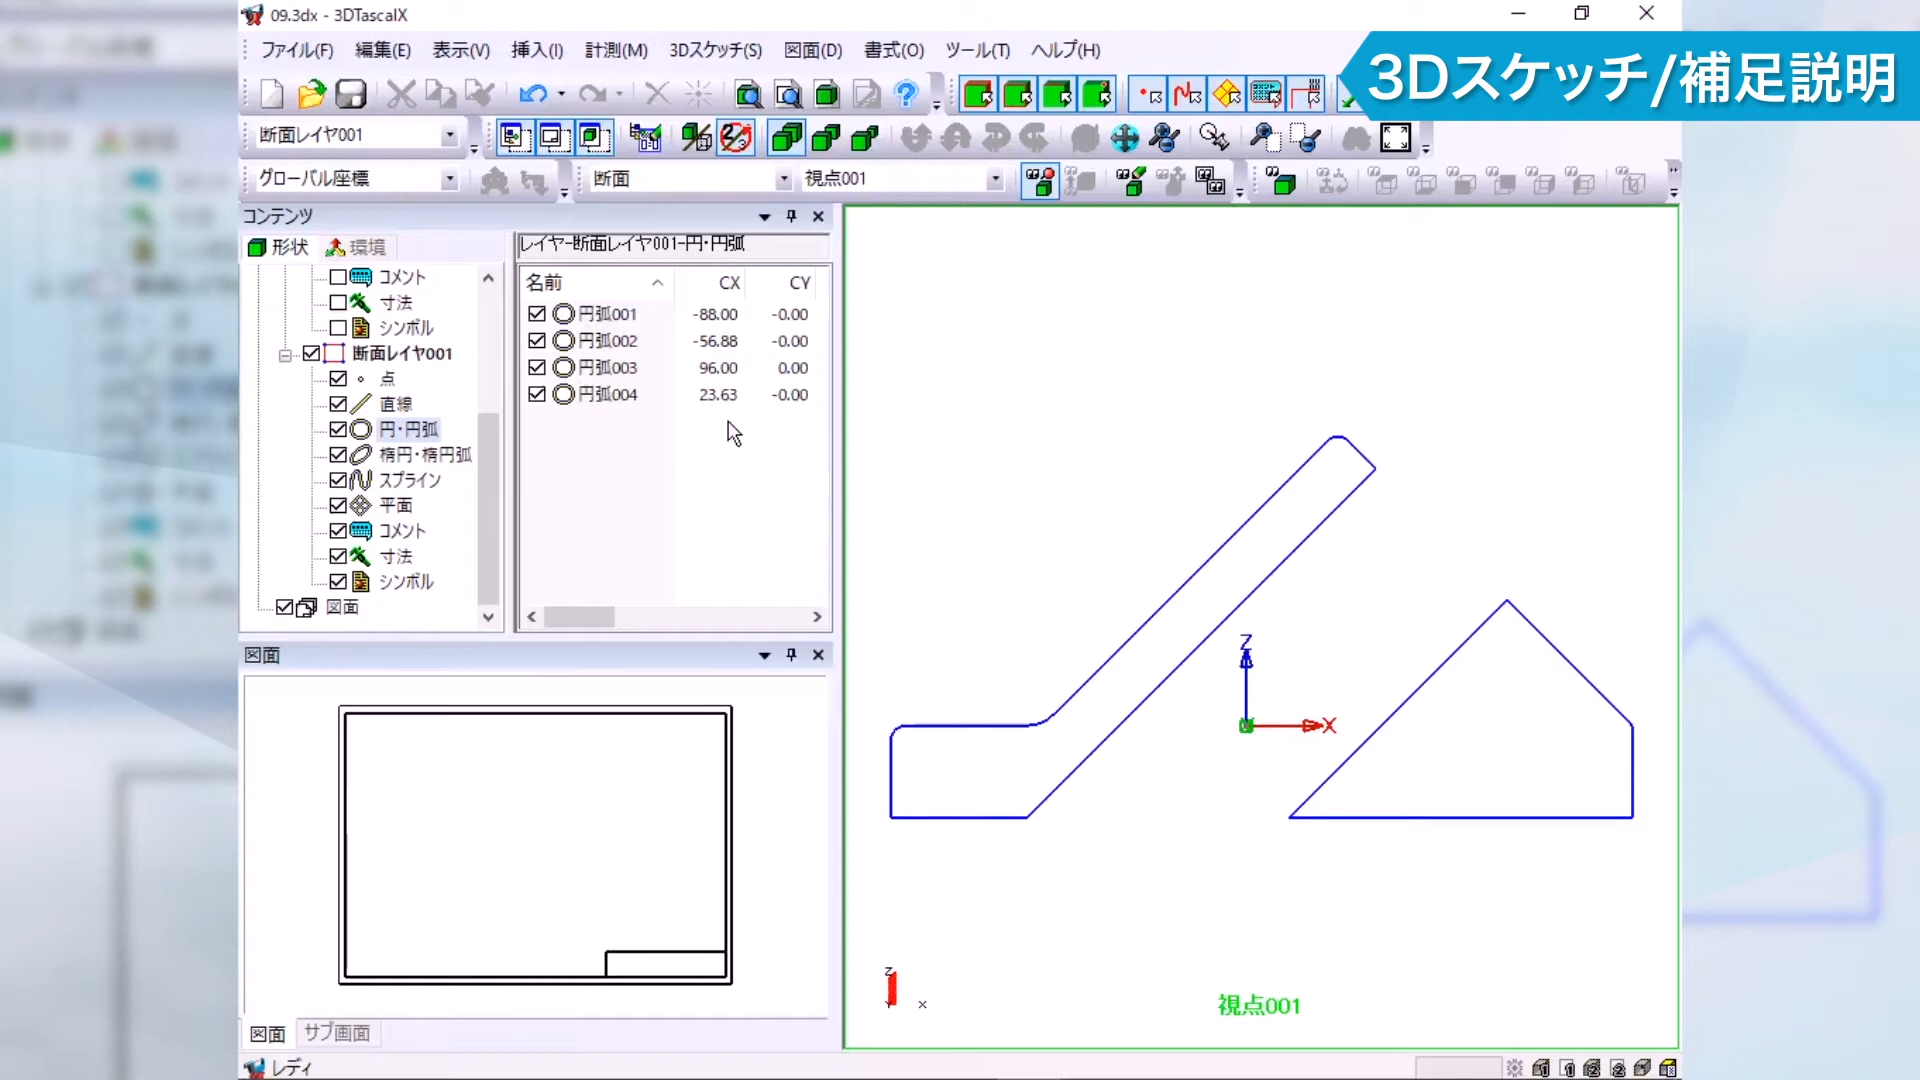 09.3dx - 3DTascalX
3Dスケッチ/補足説明
ファイル(F) 編集(E) 表示(V) 挿入(I) 計測(M) 3Dスケッチ(S) 図面(D) 書式(O) ツール(T) ヘルプ(H)
断面レイヤ001
グローバル座標 断面 視点001
コンテンツ
形状 環境
コメント
寸法
シンボル
断面レイヤ001
点
直線
円・円弧
楕円・楕円弧
スプライン
平面
コメント
寸法
シンボル
図面
レイヤ-断面レイヤ001-円・円弧
名前 CX CY
円弧001 -88.00 -0.00
円弧002 -56.88 -0.00
円弧003 96.00 0.00
円弧004 23.63 -0.00
図面
図面 サブ画面
Z
X
Z
X
視点001
レディ